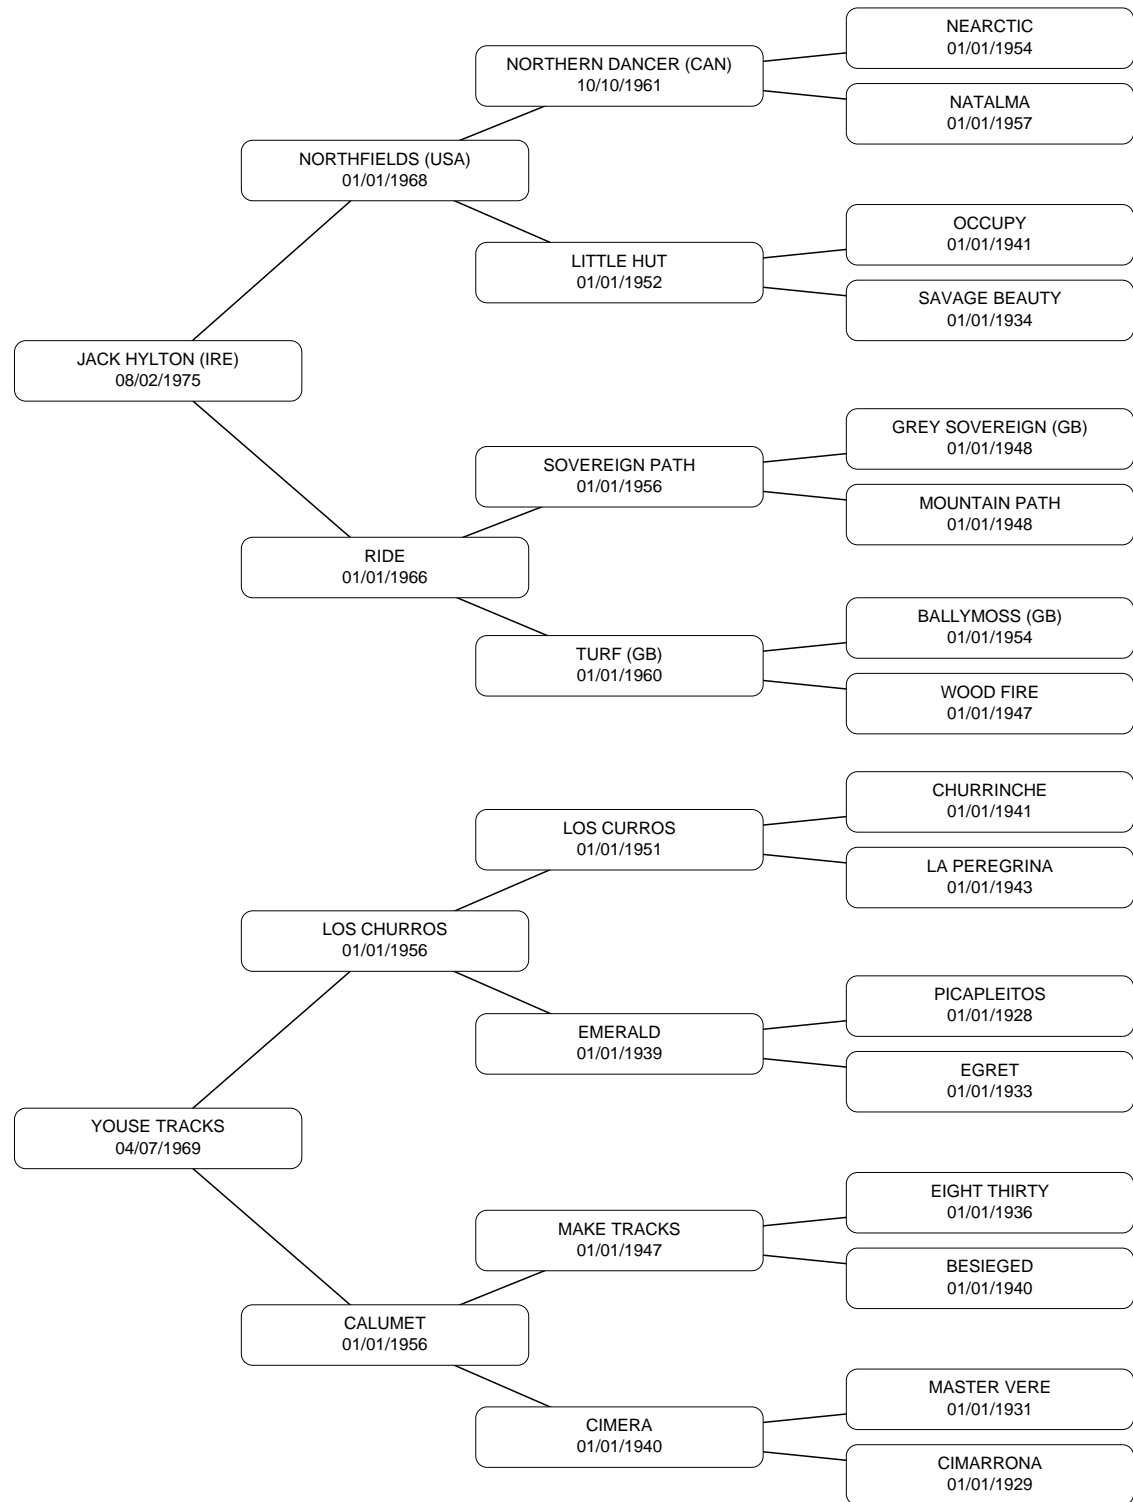 NEARCTIC
01/01/1954
NORTHERN DANCER (CAN)
10/10/1961
NATALMA
01/01/1957
NORTHFIELDS (USA)
01/01/1968
OCCUPY
01/01/1941
LITTLE HUT
01/01/1952
SAVAGE BEAUTY
01/01/1934
JACK HYLTON (IRE)
08/02/1975
GREY SOVEREIGN (GB)
01/01/1948
SOVEREIGN PATH
01/01/1956
MOUNTAIN PATH
01/01/1948
RIDE
01/01/1966
BALLYMOSS (GB)
01/01/1954
TURF (GB)
01/01/1960
WOOD FIRE
01/01/1947
CHURRINCHE
01/01/1941
LOS CURROS
01/01/1951
LA PEREGRINA
01/01/1943
LOS CHURROS
01/01/1956
PICAPLEITOS
01/01/1928
EMERALD
01/01/1939
EGRET
01/01/1933
YOUSE TRACKS
04/07/1969
EIGHT THIRTY
01/01/1936
MAKE TRACKS
01/01/1947
BESIEGED
01/01/1940
CALUMET
01/01/1956
MASTER VERE
01/01/1931
CIMERA
01/01/1940
CIMARRONA
01/01/1929